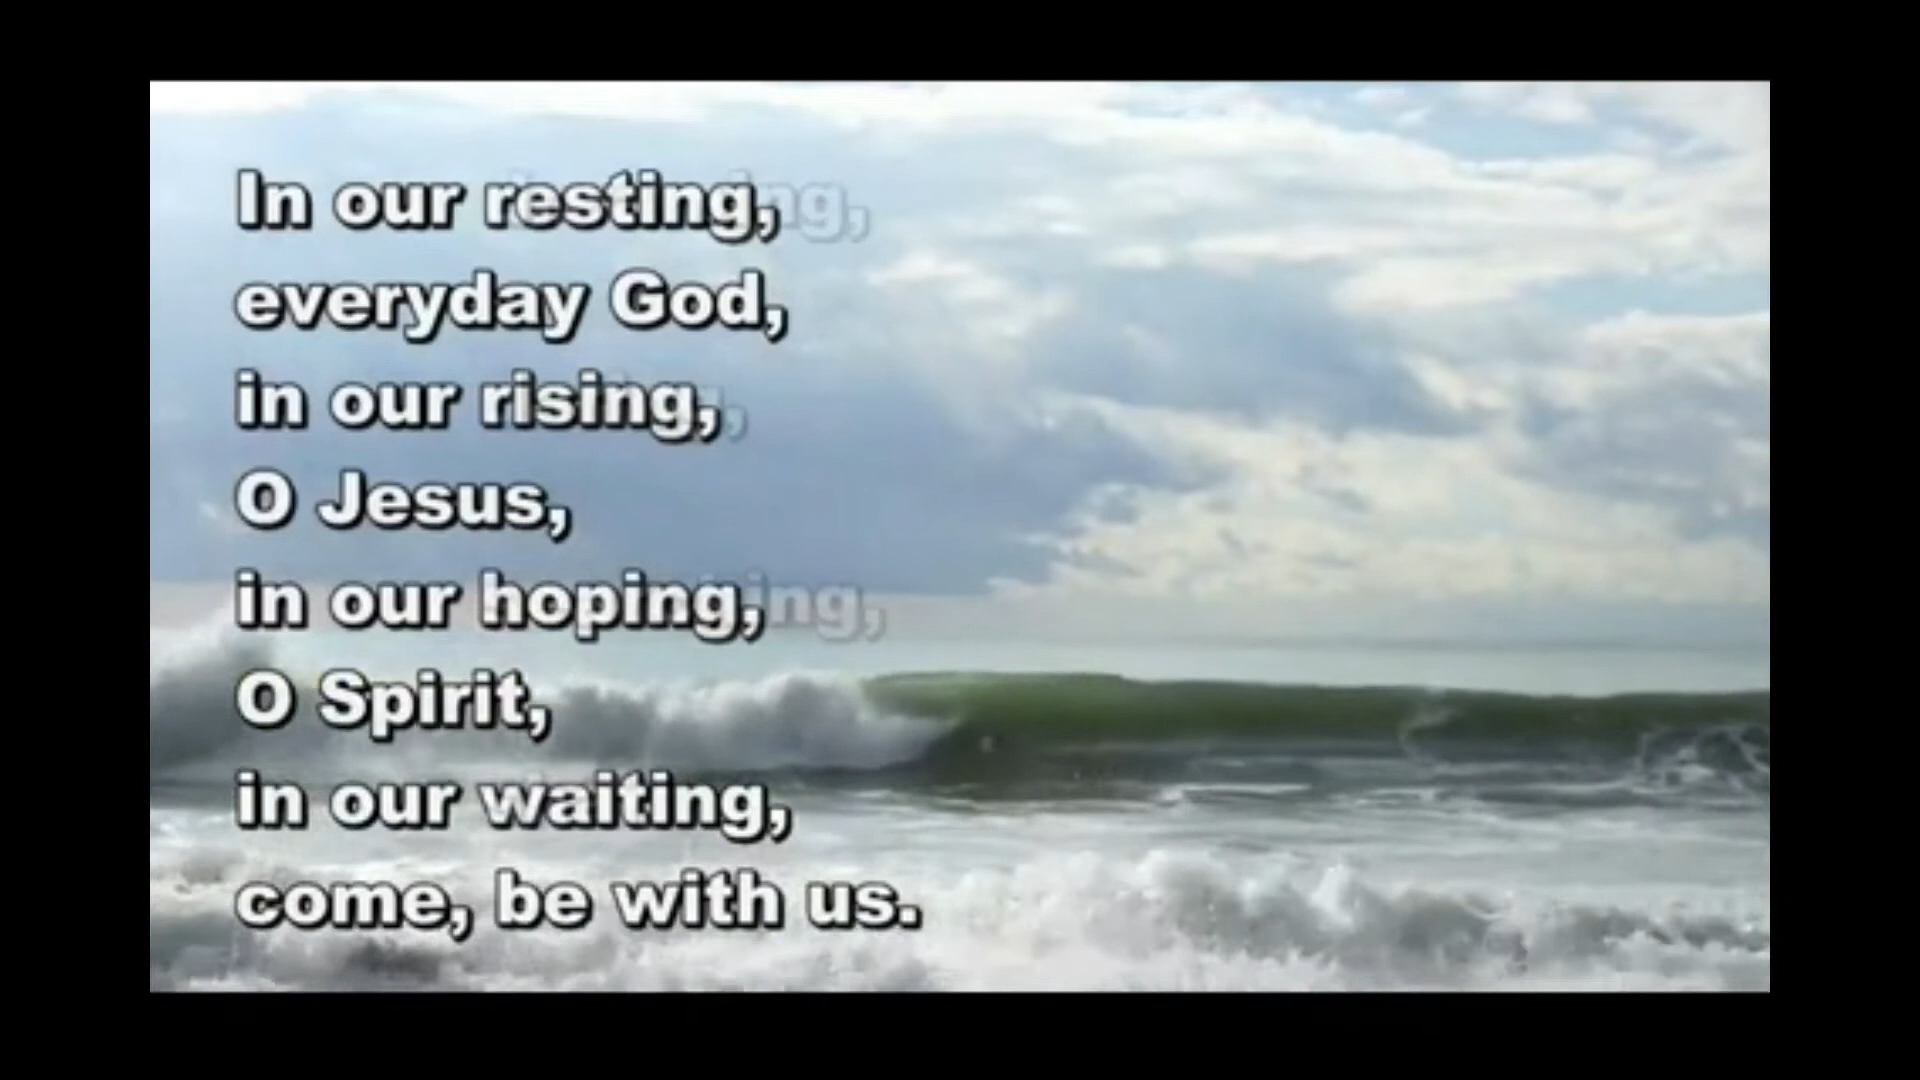 In our resting,
everyday God,
in our rising,
O Jesus,
in our hoping,
O Spirit,
in our waiting,
come, be with us.